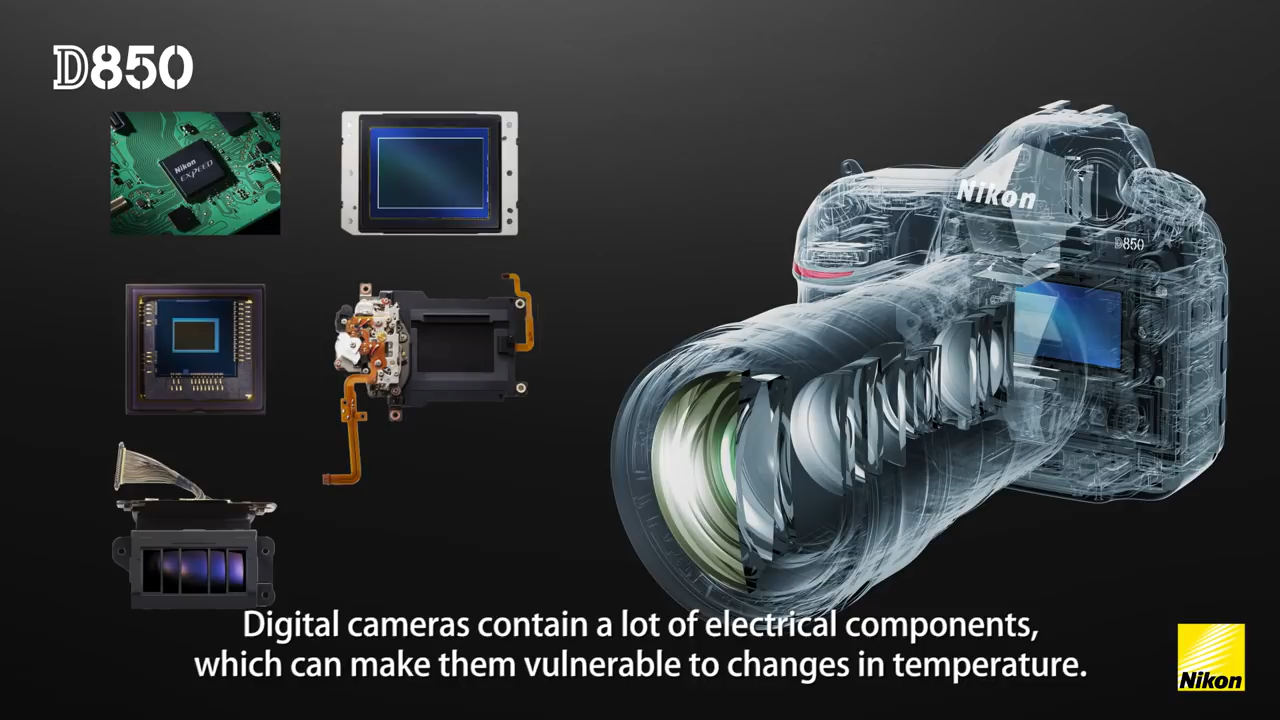 D850
Nikon
EXPEED
Nikon
D850
Digital cameras contain a lot of electrical components,
which can make them vulnerable to changes in temperature.
Nikon